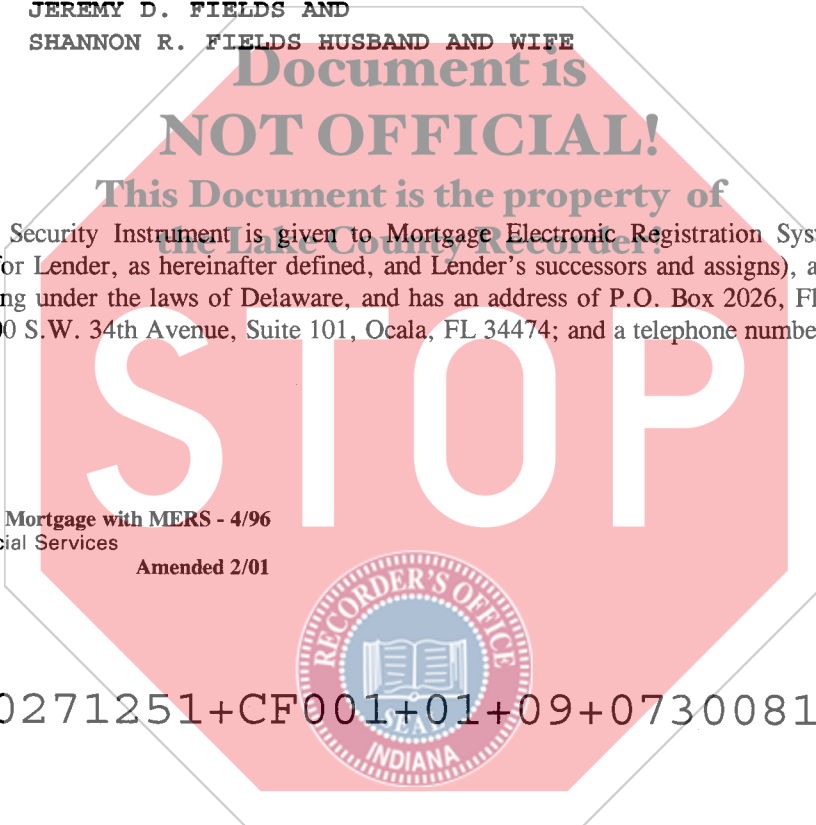 JEREMY D. FIELDS AND
SHANNON R. FIELDS HUSBAND AND WIFE
Document is
NOT OFFICIAL!
This Document is the property of
the Lake County Recorder!
Security Instrument is given to Mortgage Electronic Registration Sys
for Lender, as hereinafter defined, and Lender's successors and assigns), a
ng under the laws of Delaware, and has an address of P.O. Box 2026, Fl
00 S.W. 34th Avenue, Suite 101, Ocala, FL 34474; and a telephone numbe
STOP
Mortgage with MERS - 4/96
cial Services
Amended 2/01
RECORDER'S OFFICE
SEAL
INDIANA
0271251+CF001+01+09+0730081